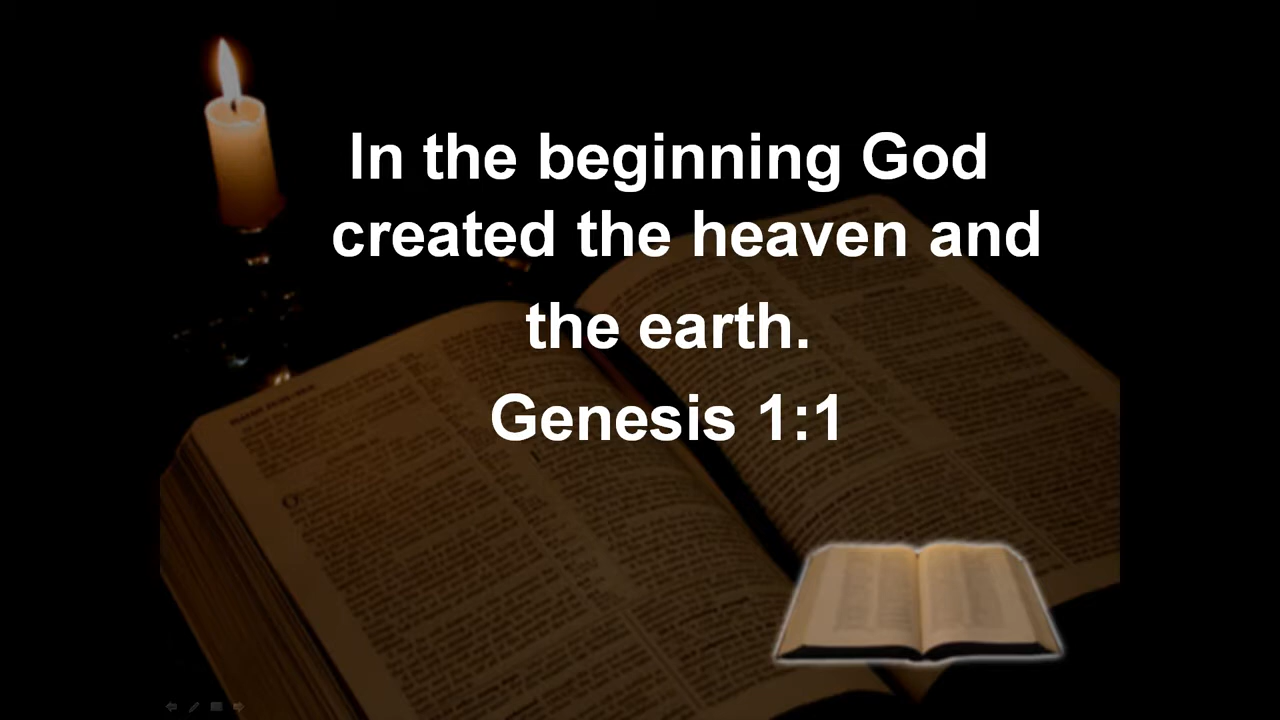 In the beginning God
created the heaven and
the earth.
Genesis 1:1